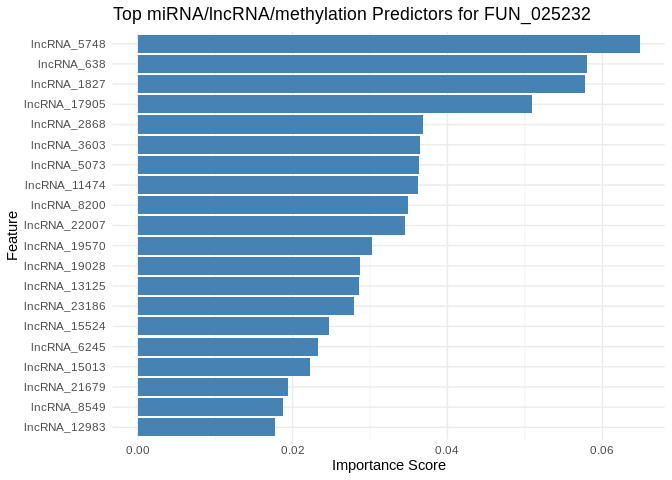 Top miRNA/lncRNA/methylation Predictors for FUN_025232
Feature
lncRNA_5748
lncRNA_638
lncRNA_1827
lncRNA_17905
lncRNA_2868
lncRNA_3603
lncRNA_5073
lncRNA_11474
lncRNA_8200
lncRNA_22007
lncRNA_19570
lncRNA_19028
lncRNA_13125
lncRNA_23186
lncRNA_15524
lncRNA_6245
lncRNA_15013
lncRNA_21679
lncRNA_8549
lncRNA_12983
0.00 0.02 0.04 0.06
Importance Score